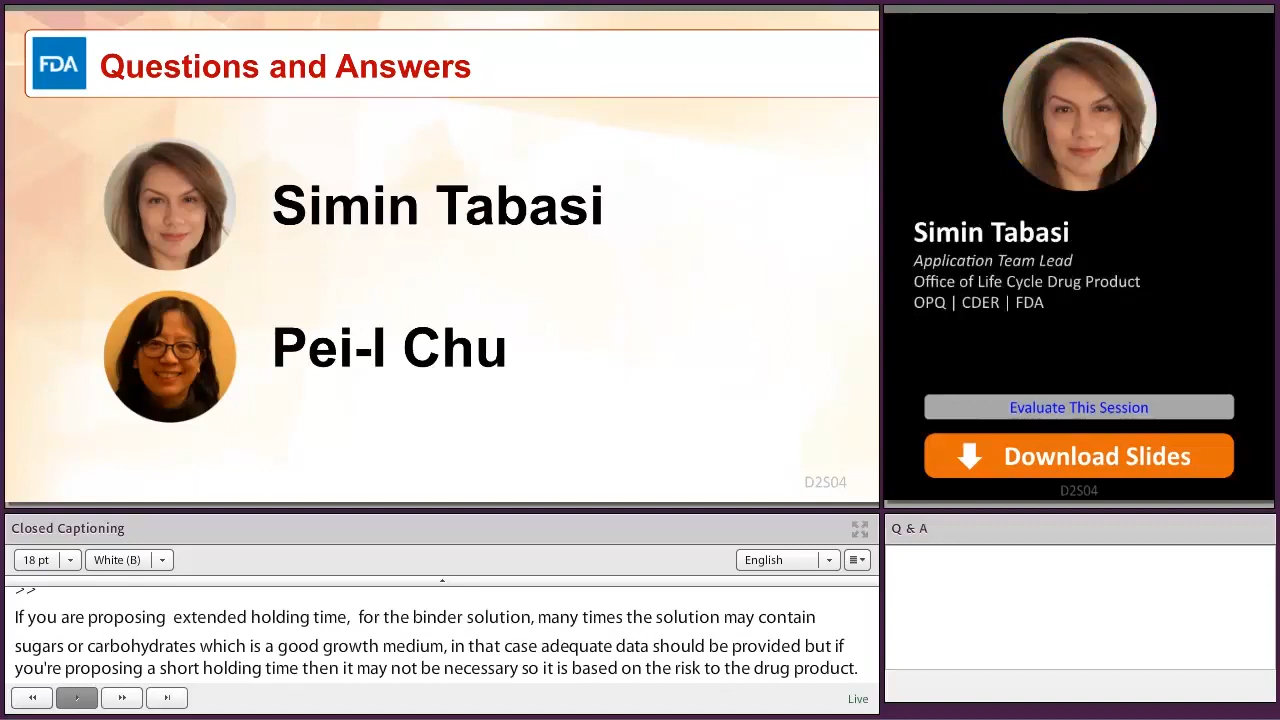 FDA
Questions and Answers
Simin Tabasi
Pei-I Chu
D2S04
Simin Tabasi
Application Team Lead
Office of Life Cycle Drug Product
OPQ | CDER | FDA
Evaluate This Session
Download Slides
D2S04
Closed Captioning
18 pt
White (B)
English
>>
If you are proposing  extended holding time,  for the binder solution, many times the solution may contain
sugars or carbohydrates which is a good growth medium, in that case adequate data should be provided but if
you're proposing a short holding time then it may not be necessary so it is based on the risk to the drug product.
Live
Q & A